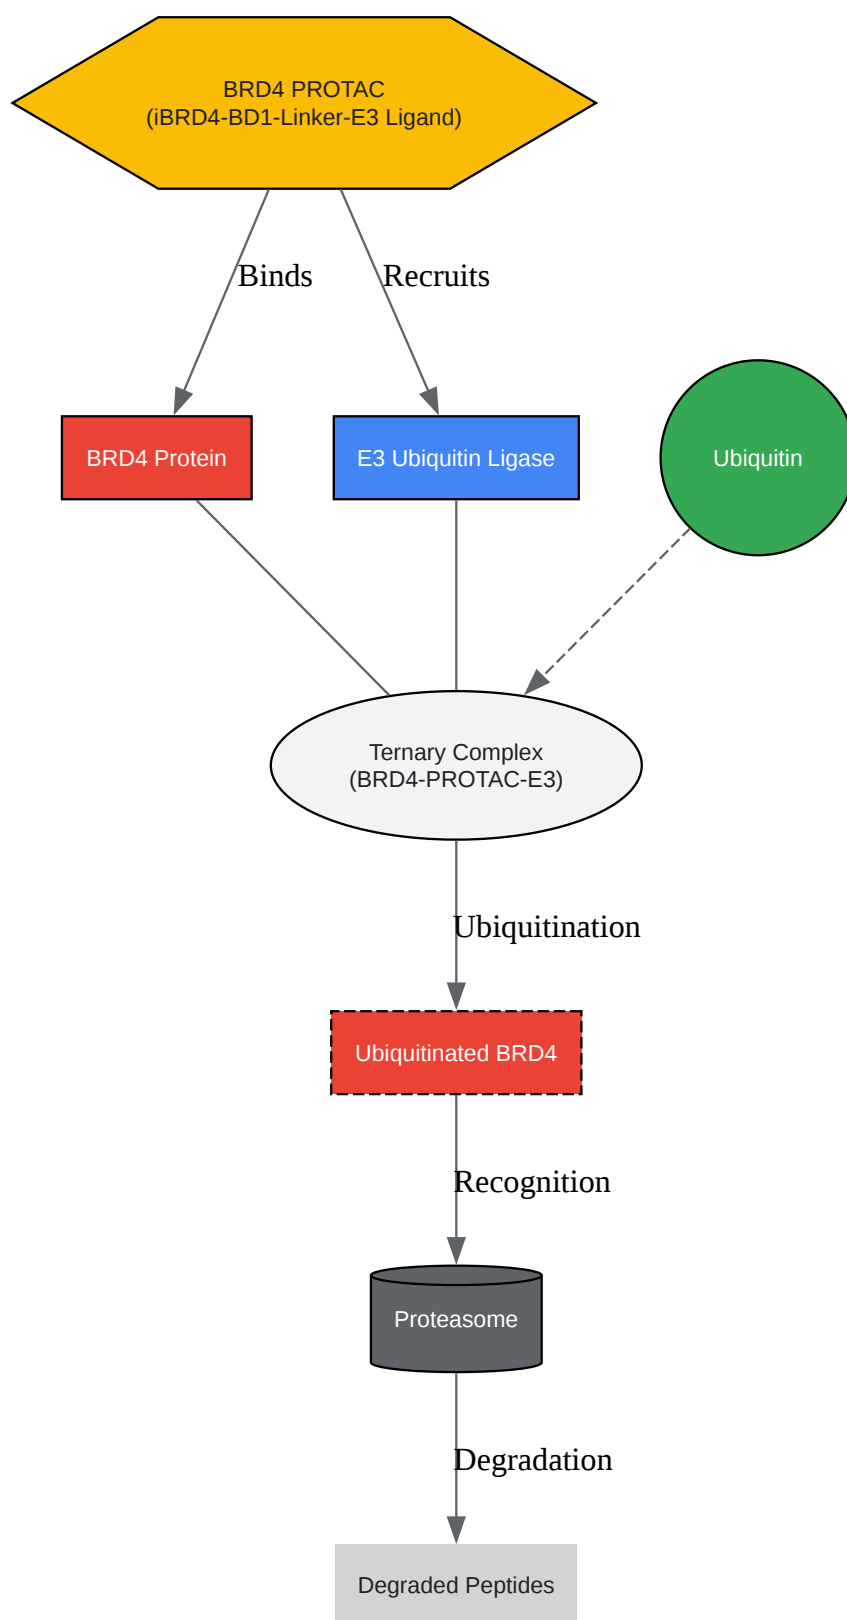 BRD4 PROTAC
(iBRD4-BD1-Linker-E3 Ligand)
Binds
Recruits
BRD4 Protein
E3 Ubiquitin Ligase
Ubiquitin
Ternary Complex
(BRD4-PROTAC-E3)
Ubiquitination
Ubiquitinated BRD4
Recognition
Proteasome
Degradation
Degraded Peptides